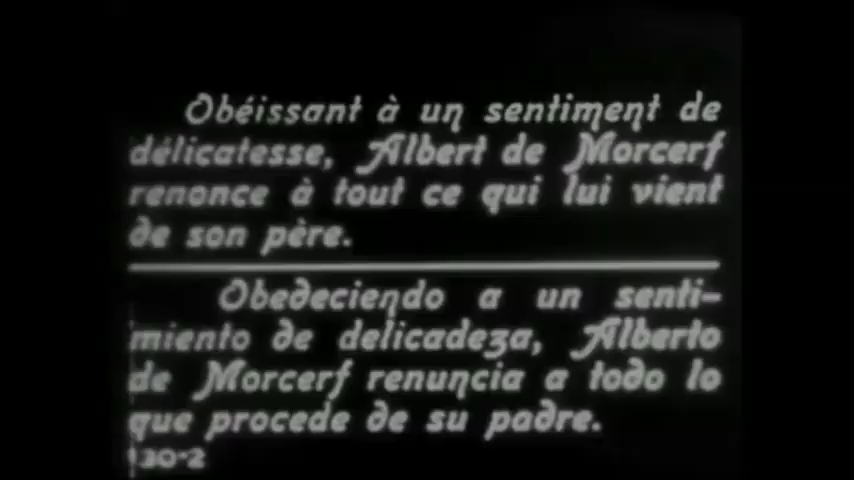 Obéissant à un sentiment de
délicatesse, Albert de Morcerf
renonce à tout ce qui lui vient
de son père.
Obedeciendo a un senti-
miento de delicadeza, Alberto
de Morcerf renuncia a todo lo
que procede de su padre.
130-2